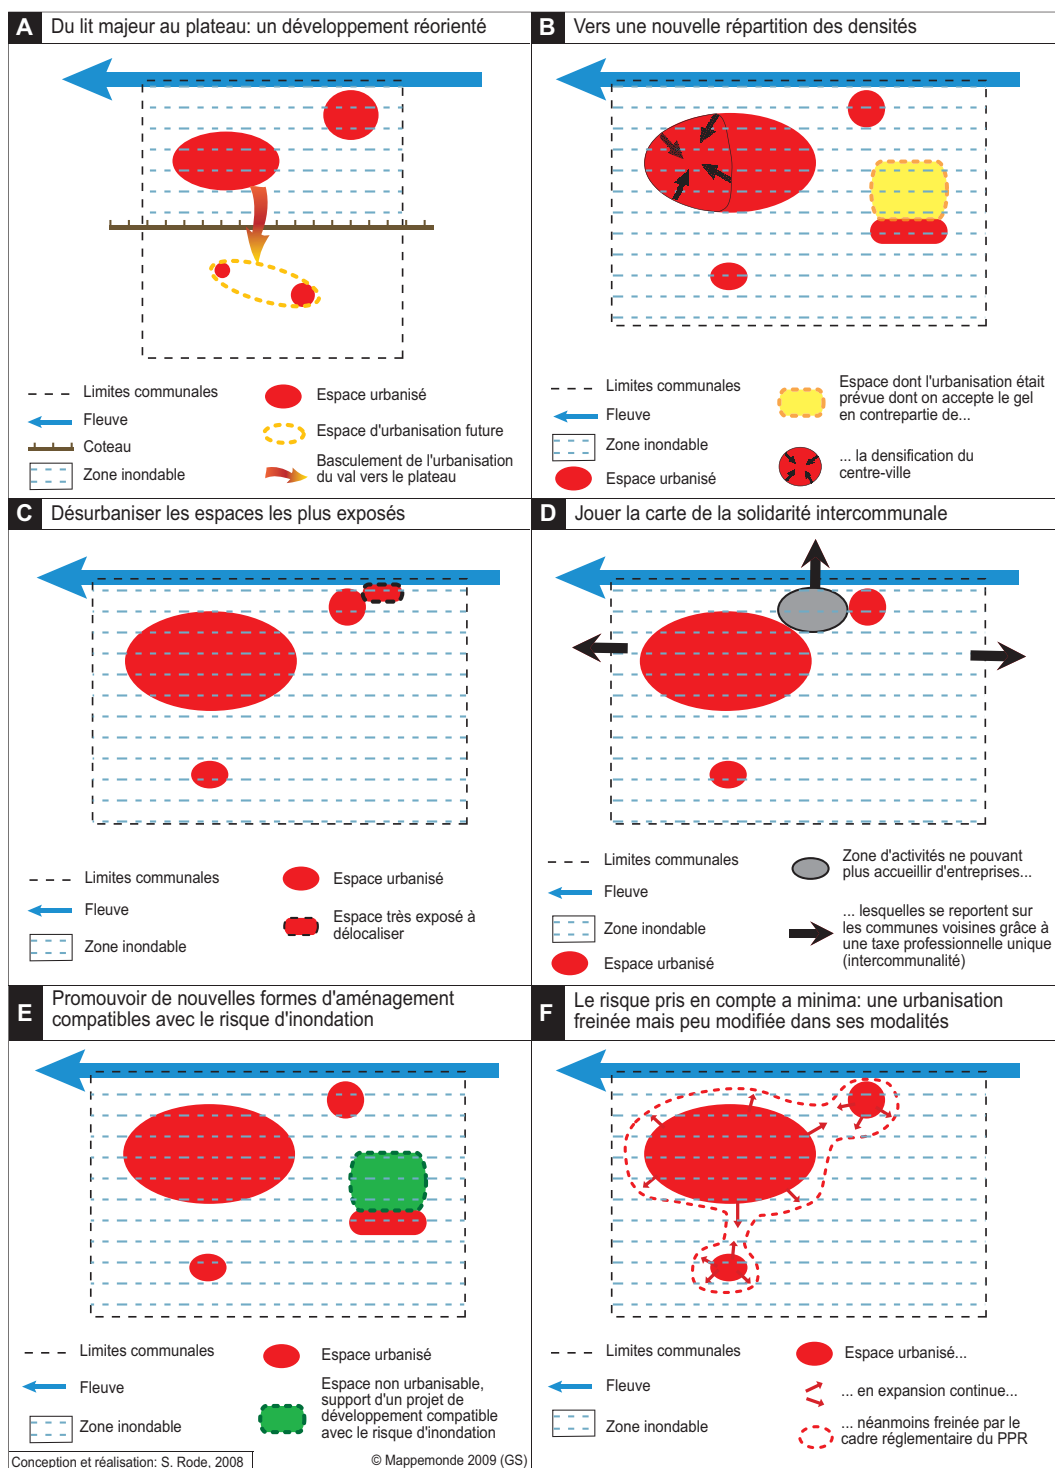 A Du lit majeur au plateau: un développement réorienté
Limites communales
Fleuve
Coteau
Zone inondable
Espace urbanisé
Espace d'urbanisation future
Basculement de l'urbanisation
du val vers le plateau
B Vers une nouvelle répartition des densités
Limites communales
Fleuve
Zone inondable
Espace urbanisé
Espace dont l'urbanisation était
prévue dont on accepte le gel
en contrepartie de...
... la densification du
centre-ville
C Désurbaniser les espaces les plus exposés
Limites communales
Fleuve
Zone inondable
Espace urbanisé
Espace très exposé à
délocaliser
D Jouer la carte de la solidarité intercommunale
Limites communales
Fleuve
Zone inondable
Espace urbanisé
Zone d'activités ne pouvant
plus accueillir d'entreprises...
... lesquelles se reportent sur
les communes voisines grâce à
une taxe professionnelle unique
(intercommunalité)
E Promouvoir de nouvelles formes d'aménagement
compatibles avec le risque d'inondation
Limites communales
Fleuve
Zone inondable
Espace urbanisé
Espace non urbanisable,
support d'un projet de
développement compatible
avec le risque d'inondation
F Le risque pris en compte a minima: une urbanisation
freinée mais peu modifiée dans ses modalités
Limites communales
Fleuve
Zone inondable
Espace urbanisé...
... en expansion continue...
... néanmoins freinée par le
cadre réglementaire du PPR
Conception et réalisation: S. Rode, 2008
© Mappemonde 2009 (GS)